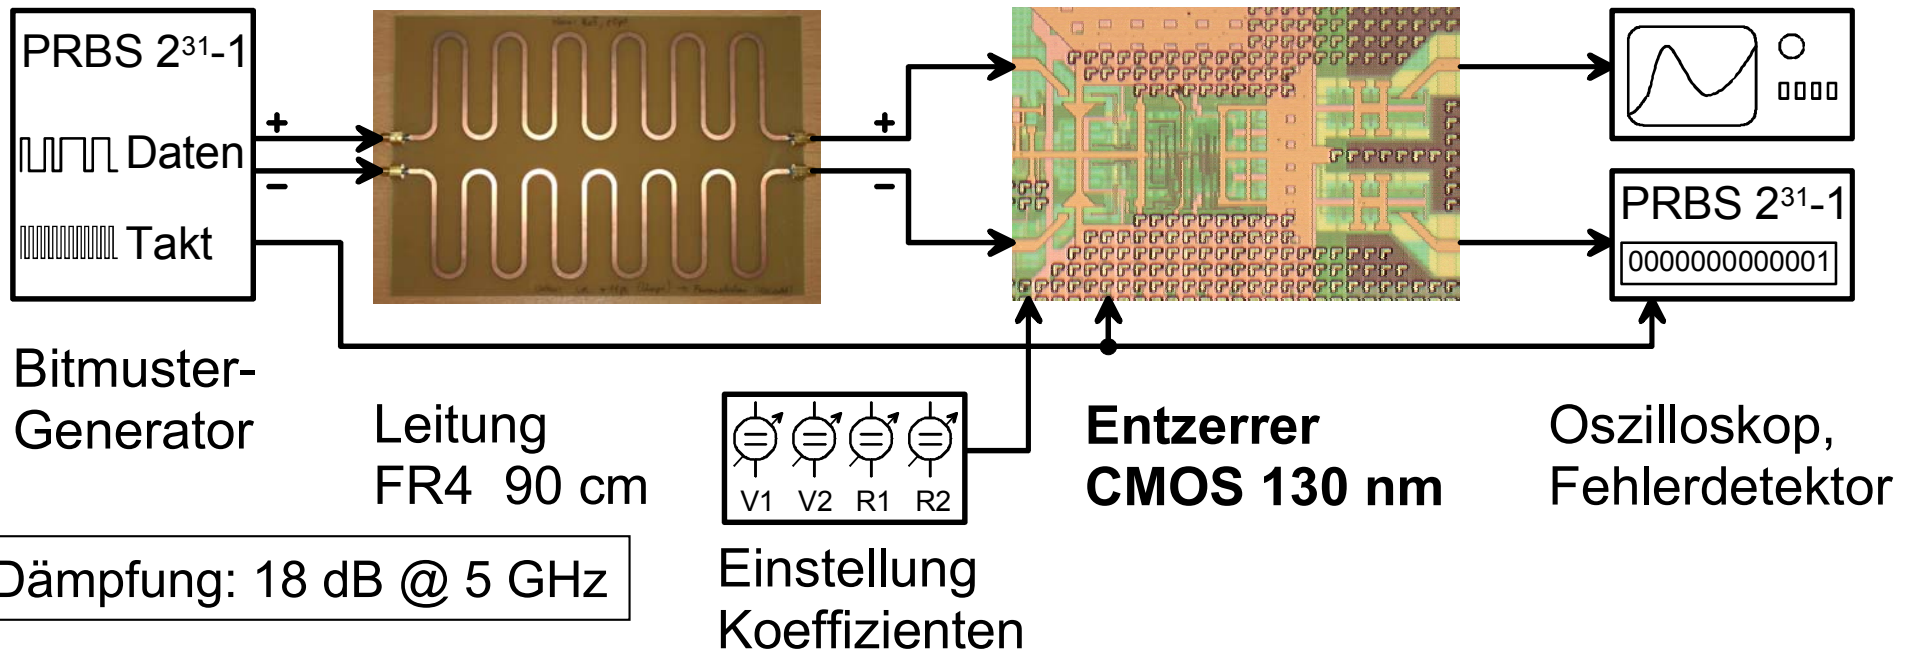 PRBS 2³¹-1
Daten
Takt
+
−
+
−
PRBS 2³¹-1
0000000000001
Bitmuster-
Generator
Leitung
FR4 90 cm
V1 V2 R1 R2
Entzerrer
CMOS 130 nm
Oszilloskop,
Fehlerdetektor
Dämpfung: 18 dB @ 5 GHz
Einstellung
Koeffizienten